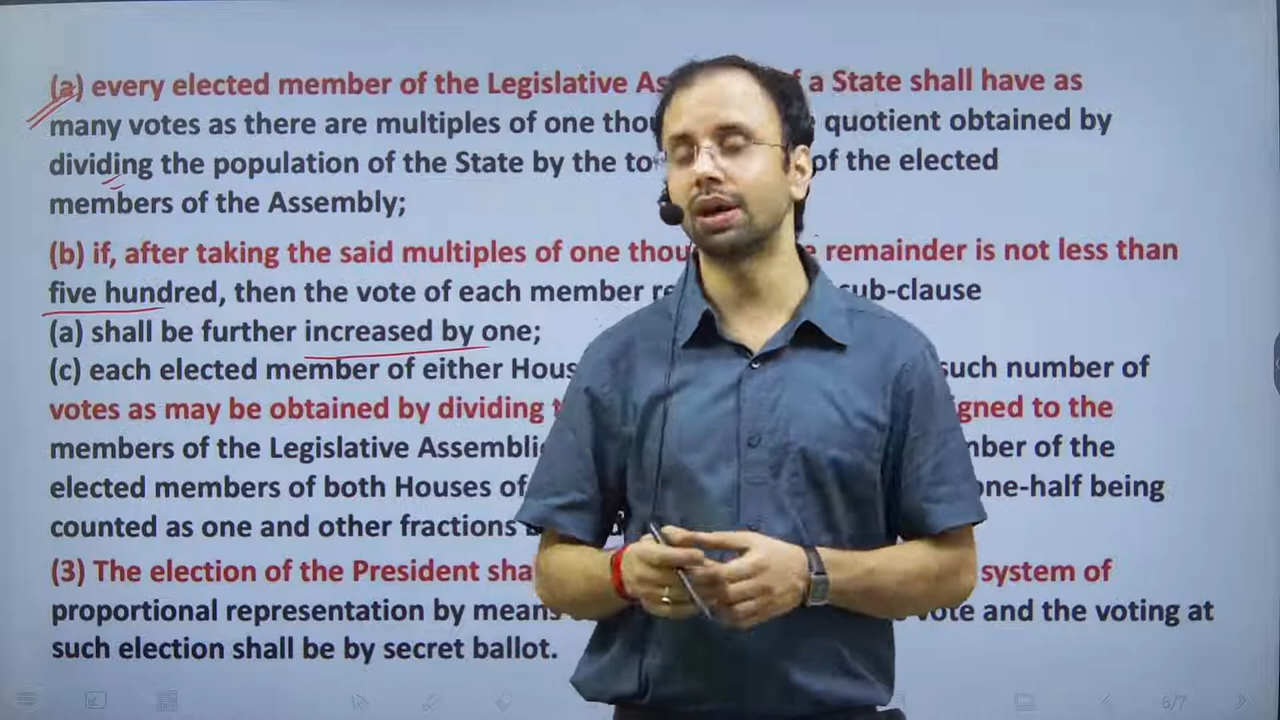 (a) every elected member of the Legislative As a State shall have as
many votes as there are multiples of one thou quotient obtained by
dividing the population of the State by the to of the elected
members of the Assembly;
(b) if, after taking the said multiples of one thou remainder is not less than
five hundred, then the vote of each member re sub-clause
(a) shall be further increased by one;
(c) each elected member of either Hous such number of
votes as may be obtained by dividing gned to the
members of the Legislative Assembli mber of the
elected members of both Houses of one-half being
counted as one and other fractions
(3) The election of the President sha system of
proportional representation by means vote and the voting at
such election shall be by secret ballot.
6/7